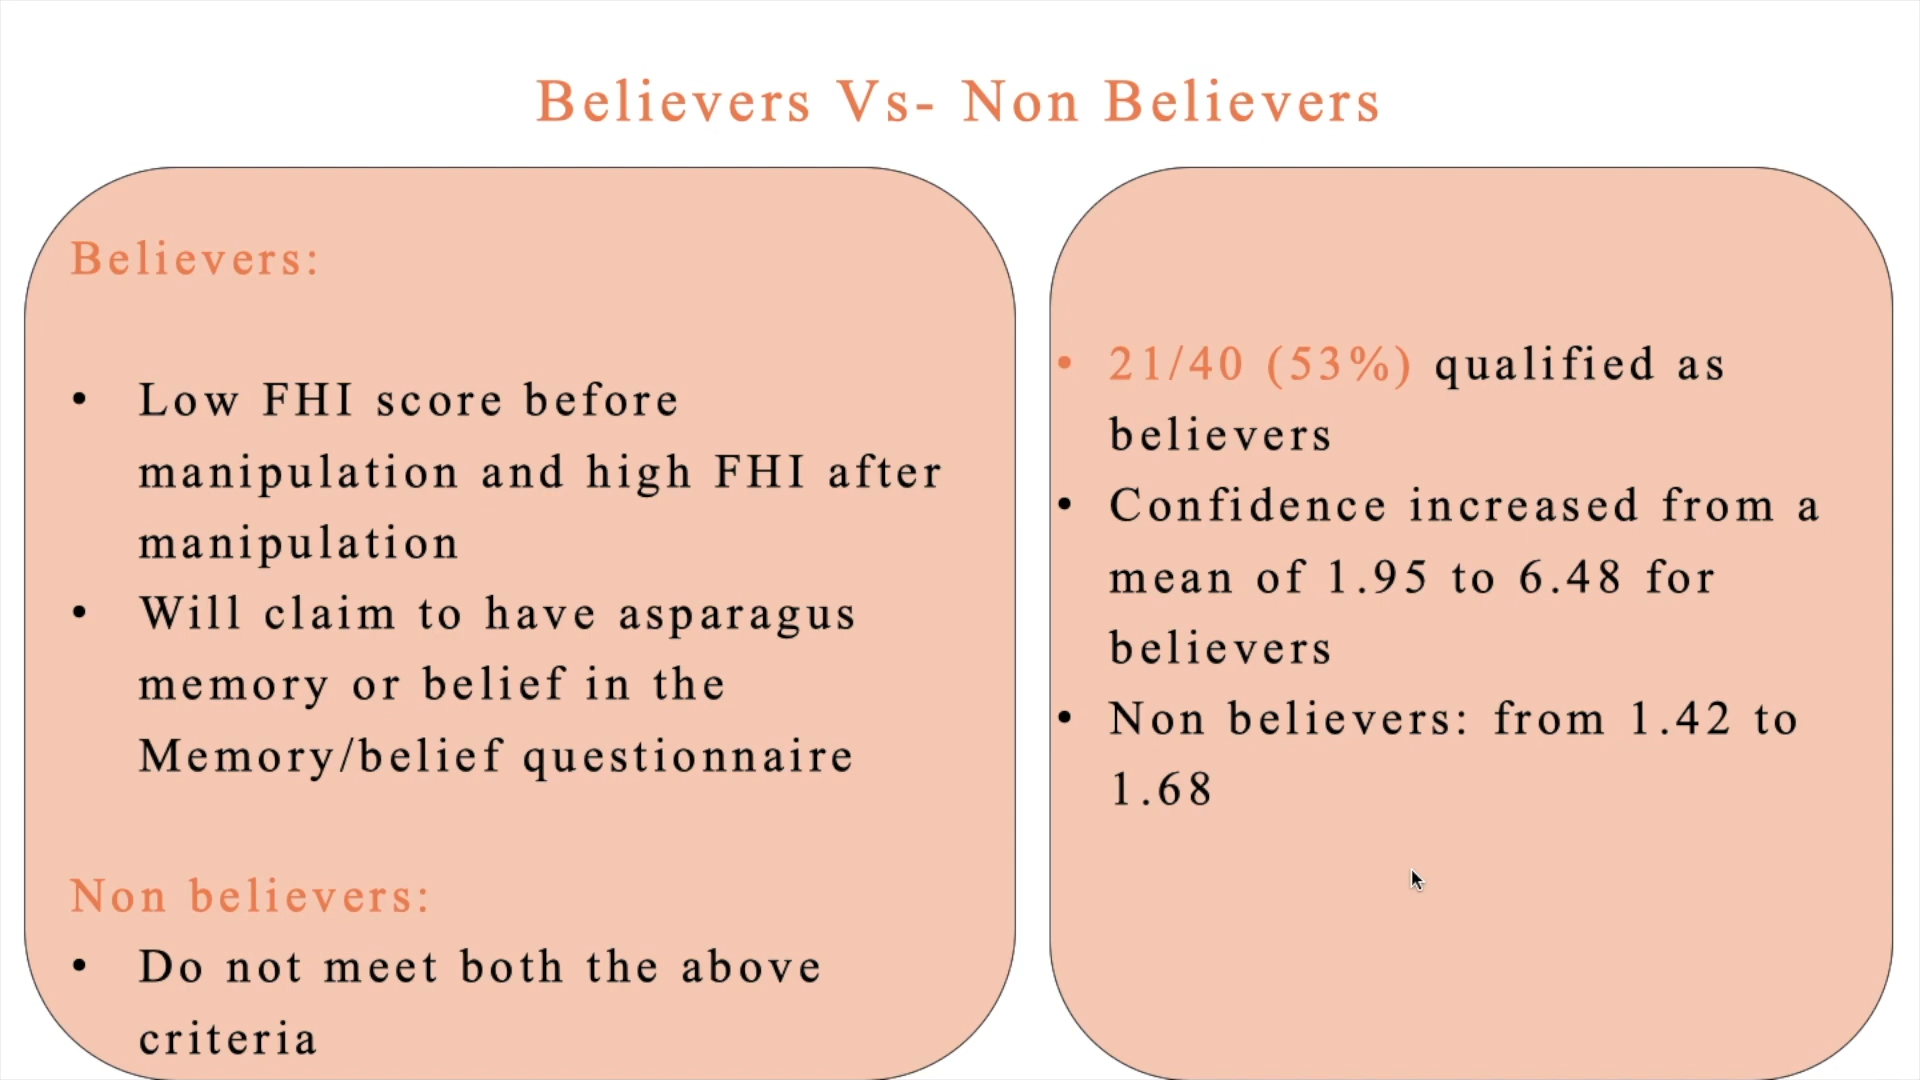 Believers Vs- Non Believers
Believers:
• Low FHI score before
manipulation and high FHI after
manipulation
• Will claim to have asparagus
memory or belief in the
Memory/belief questionnaire
Non believers:
• Do not meet both the above
criteria
• 21/40 (53%) qualified as
believers
• Confidence increased from a
mean of 1.95 to 6.48 for
believers
• Non believers: from 1.42 to
1.68